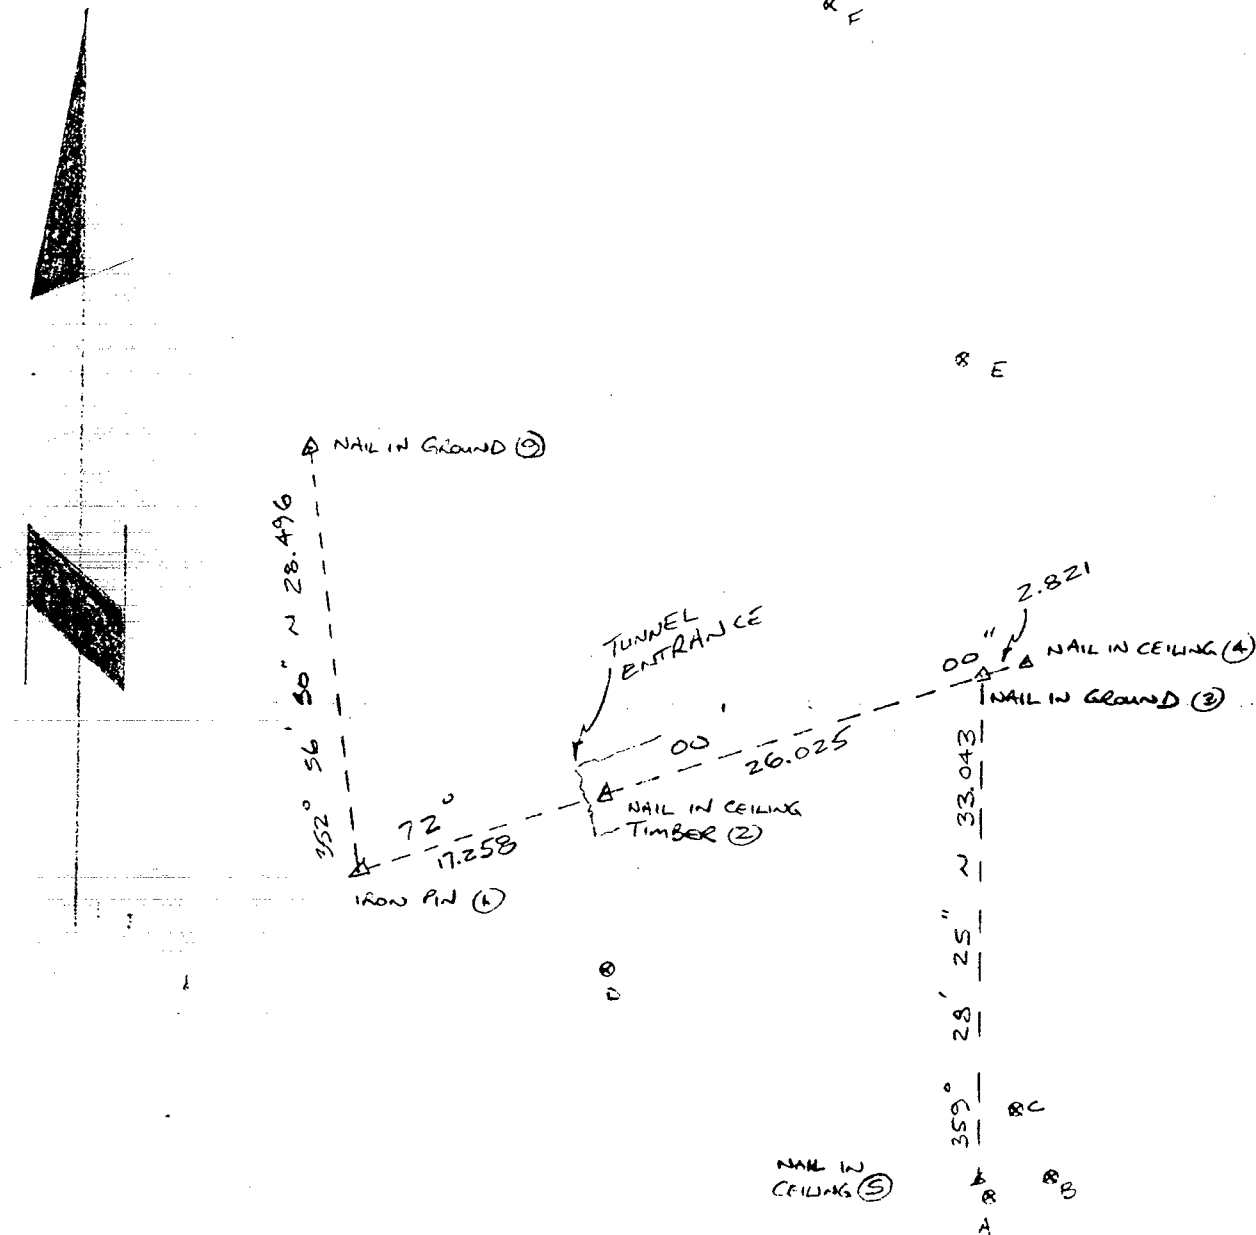 F
E
NAIL IN GROUND (9)
352° 56' 30" ~ 28.496
TUNNEL
ENTRANCE
2.821
NAIL IN CEILING (4)
NAIL IN GROUND (3)
72° 00' 00"
17.258
26.025
NAIL IN CEILING
TIMBER (2)
IRON PIN (1)
D
359° 28' 25" ~ 33.043
C
NAIL IN
CEILING (5)
B
A